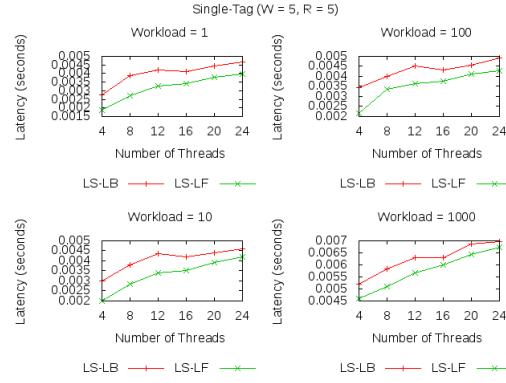 Single-Tag (W = 5, R = 5)
Workload = 1
Latency (seconds)
0.005
0.0045
0.004
0.0035
0.003
0.0025
0.002
0.0015
4 8 12 16 20 24
Number of Threads
LS-LB LS-LF
Workload = 100
Latency (seconds)
0.005
0.0045
0.004
0.0035
0.003
0.0025
0.002
4 8 12 16 20 24
Number of Threads
LS-LB LS-LF
Workload = 10
Latency (seconds)
0.005
0.0045
0.004
0.0035
0.003
0.0025
0.002
4 8 12 16 20 24
Number of Threads
LS-LB LS-LF
Workload = 1000
Latency (seconds)
0.007
0.0065
0.006
0.0055
0.005
0.0045
4 8 12 16 20 24
Number of Threads
LS-LB LS-LF